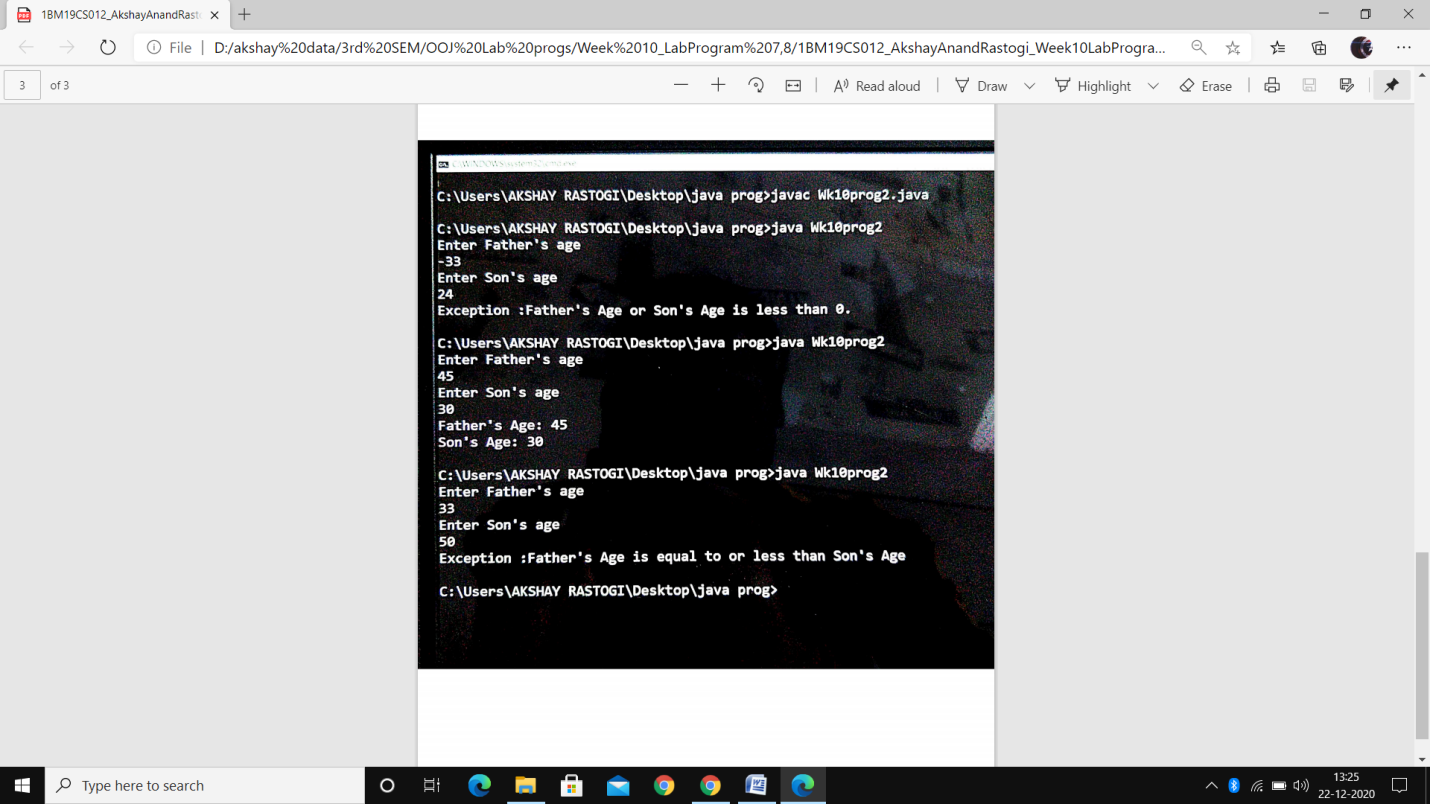 1BM19CS012_AkshayAnandRast
File | D:/akshay%20data/3rd%20SEM/OOJ%20Lab%20progs/Week%2010_LabProgram%207,8/1BM19CS012_AkshayAnandRastogi_Week10LabProgra...
3 of 3
Read aloud
Draw
Highlight
Erase
C:\WINDOWS\system32\cmd.exe
C:\Users\AKSHAY RASTOGI\Desktop\java prog>javac Wk10prog2.java
C:\Users\AKSHAY RASTOGI\Desktop\java prog>java Wk10prog2
Enter Father's age
-33
Enter Son's age
24
Exception :Father's Age or Son's Age is less than 0.
C:\Users\AKSHAY RASTOGI\Desktop\java prog>java Wk10prog2
Enter Father's age
45
Enter Son's age
30
Father's Age: 45
Son's Age: 30
C:\Users\AKSHAY RASTOGI\Desktop\java prog>java Wk10prog2
Enter Father's age
33
Enter Son's age
50
Exception :Father's Age is equal to or less than Son's Age
C:\Users\AKSHAY RASTOGI\Desktop\java prog>
Type here to search
13:25
22-12-2020